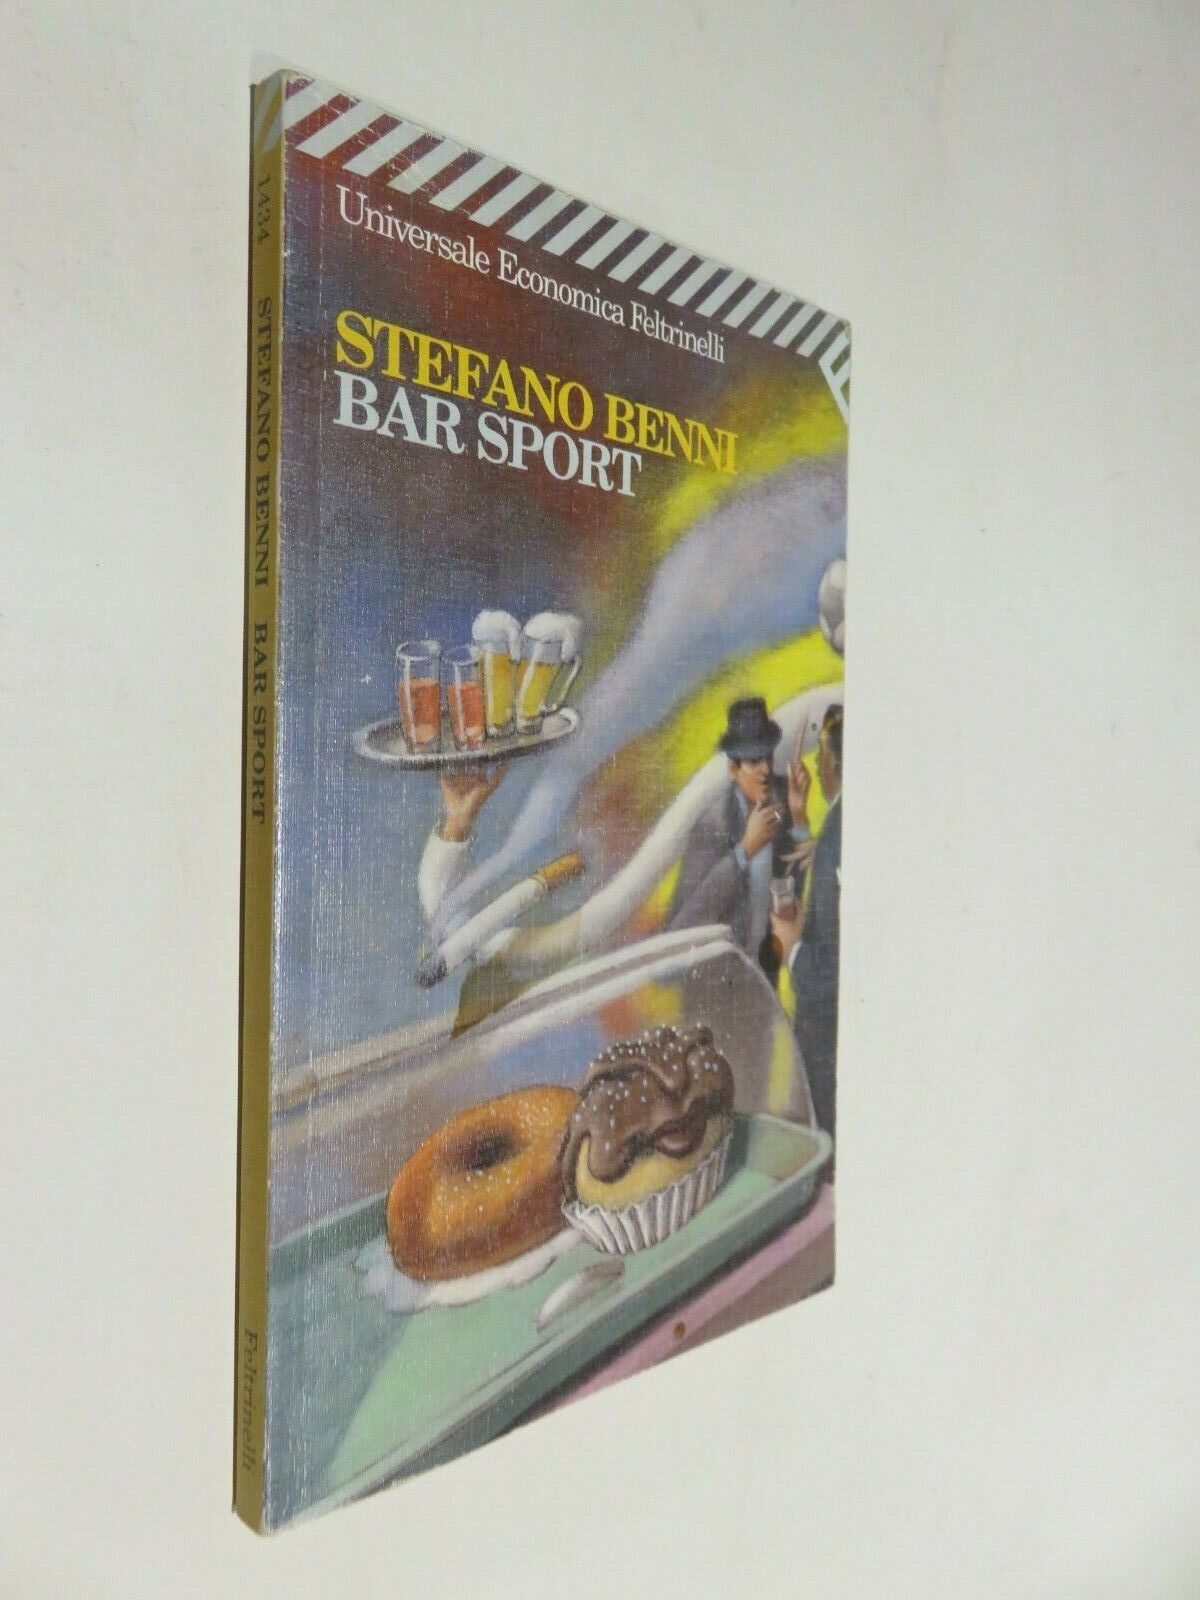 Universale Economica Feltrinelli
STEFANO BENNI
BAR SPORT
1434 STEFANO BENNI BAR SPORT Feltrinelli